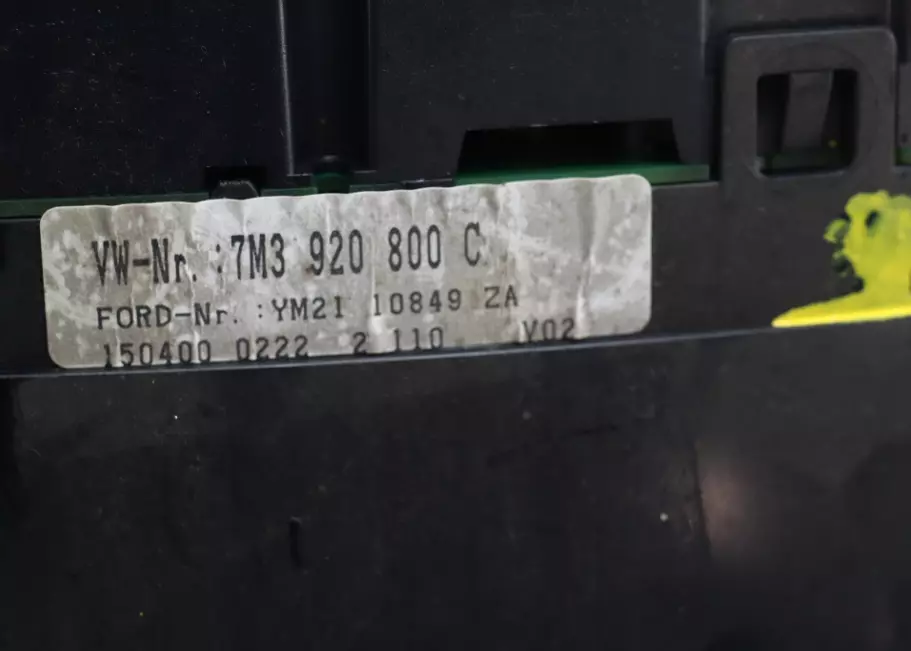 VW-Nr. :7M3 920 800 C
FORD-Nr. :YM21 10849 ZA
150400 0222 2 110 V02